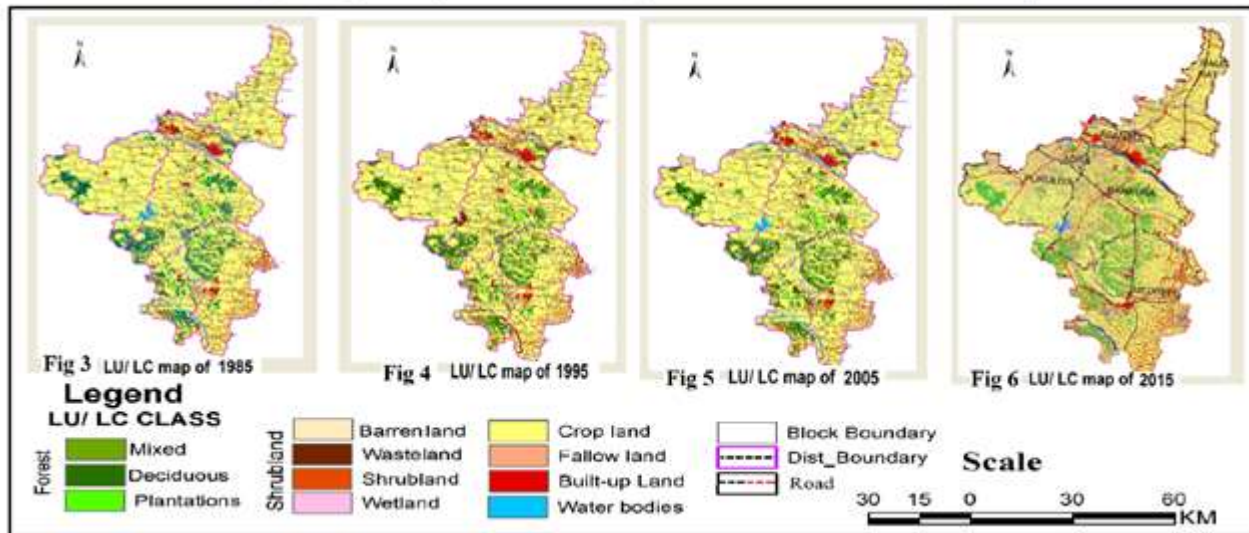 N
N
N
N
Fig 3 LU/ LC map of 1985
Fig 4 LU/ LC map of 1995
Fig 5 LU/ LC map of 2005
Fig 6 LU/ LC map of 2015
Legend
LU/ LC CLASS
Forest
Mixed
Deciduous
Plantations
Shrubland
Barrenland
Wasteland
Shrubland
Wetland
Crop land
Fallow land
Built-up Land
Water bodies
Block Boundary
Dist_Boundary
Road
Scale
30 15 0 30 60
KM